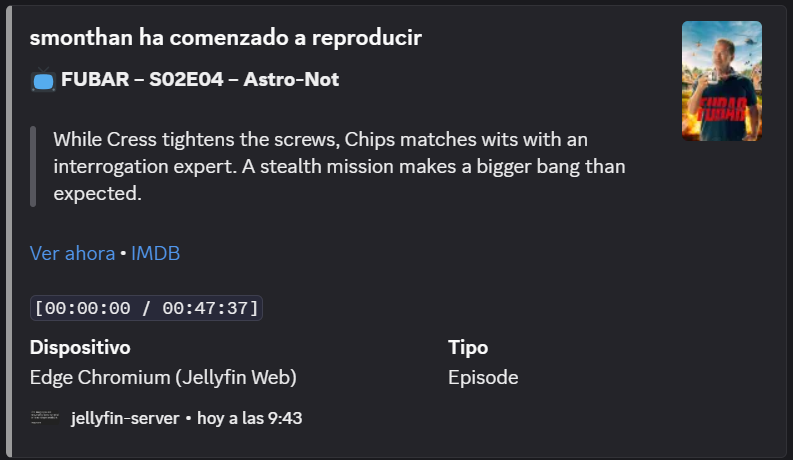 smonthan ha comenzado a reproducir
FUBAR – S02E04 – Astro-Not
FUBAR
While Cress tightens the screws, Chips matches wits with an
interrogation expert. A stealth mission makes a bigger bang than
expected.
Ver ahora • IMDB
[00:00:00 / 00:47:37]
Dispositivo
Tipo
Edge Chromium (Jellyfin Web)
Episode
jellyfin-server • hoy a las 9:43